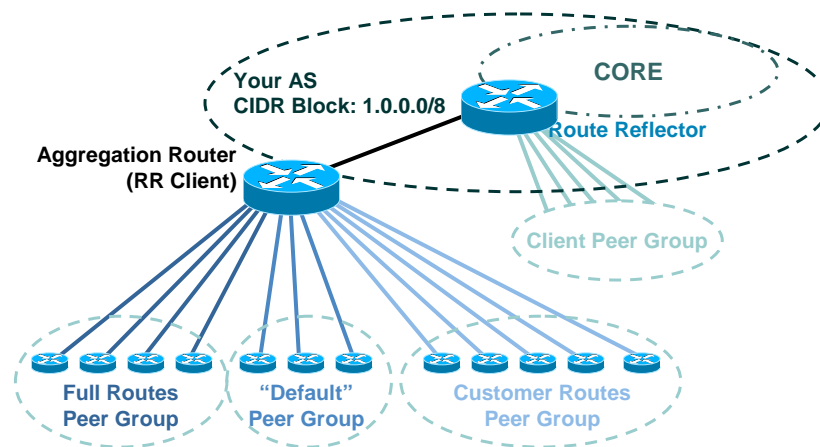 CORE
Your AS
CIDR Block: 1.0.0.0/8
Route Reflector
Aggregation Router
(RR Client)
Client Peer Group
Full Routes
Peer Group
“Default”
Peer Group
Customer Routes
Peer Group